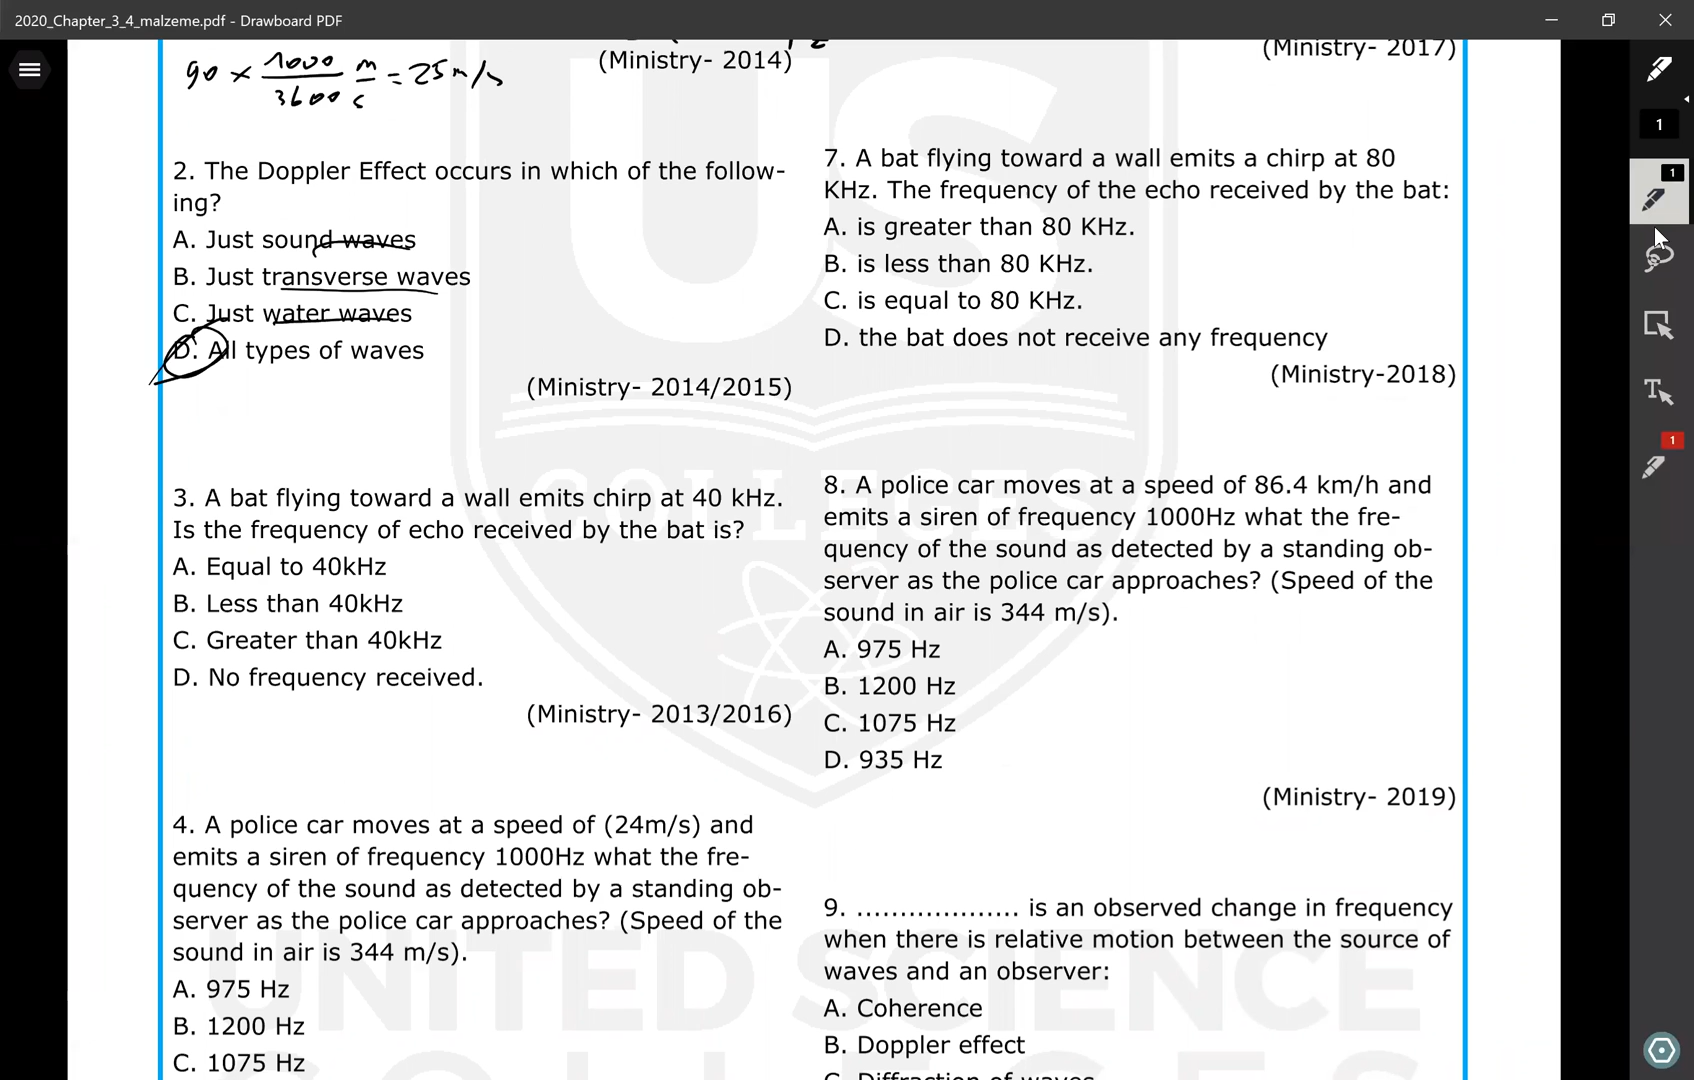 2020_Chapter_3_4_malzeme.pdf - Drawboard PDF
(Ministry- 2014)
90 × 1000/3600 m/s = 25 m/s
2. The Doppler Effect occurs in which of the follow-
ing?
A. Just sound waves
B. Just transverse waves
C. Just water waves
D. All types of waves
(Ministry- 2014/2015)
3. A bat flying toward a wall emits chirp at 40 kHz.
Is the frequency of echo received by the bat is?
A. Equal to 40kHz
B. Less than 40kHz
C. Greater than 40kHz
D. No frequency received.
(Ministry- 2013/2016)
4. A police car moves at a speed of (24m/s) and
emits a siren of frequency 1000Hz what the fre-
quency of the sound as detected by a standing ob-
server as the police car approaches? (Speed of the
sound in air is 344 m/s).
A. 975 Hz
B. 1200 Hz
C. 1075 Hz
(Ministry- 2017)
7. A bat flying toward a wall emits a chirp at 80
KHz. The frequency of the echo received by the bat:
A. is greater than 80 KHz.
B. is less than 80 KHz.
C. is equal to 80 KHz.
D. the bat does not receive any frequency
(Ministry-2018)
8. A police car moves at a speed of 86.4 km/h and
emits a siren of frequency 1000Hz what the fre-
quency of the sound as detected by a standing ob-
server as the police car approaches? (Speed of the
sound in air is 344 m/s).
A. 975 Hz
B. 1200 Hz
C. 1075 Hz
D. 935 Hz
(Ministry- 2019)
9. ................... is an observed change in frequency
when there is relative motion between the source of
waves and an observer:
A. Coherence
B. Doppler effect
C. Diffraction of waves
US
COLLEGES
UNITED SCIENCE
COLLEGES
1
1
1